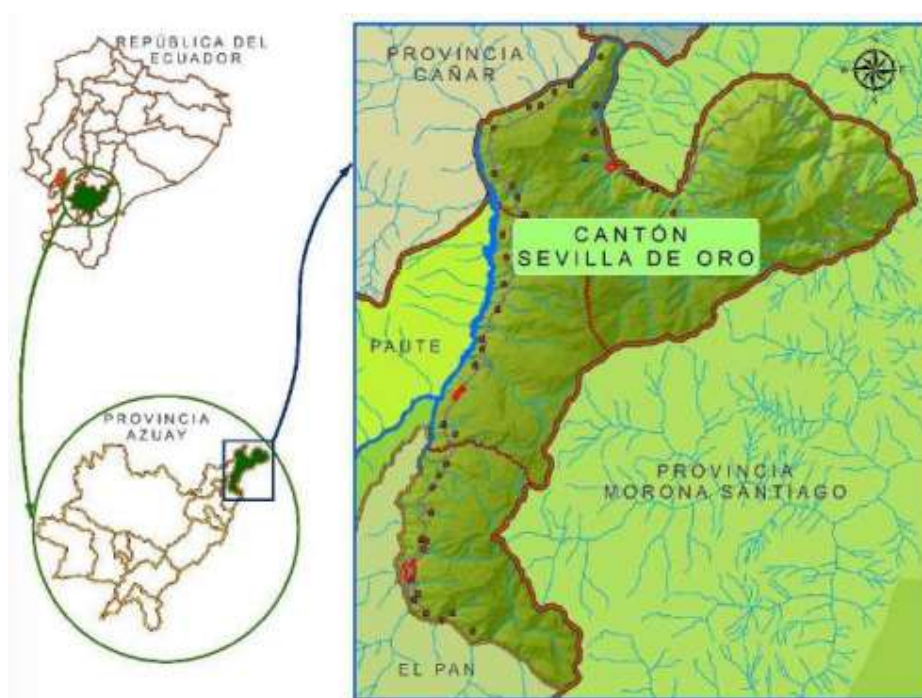 REPÚBLICA DEL
ECUADOR
PROVINCIA
AZUAY
PROVINCIA
CAÑAR
CANTÓN
SEVILLA DE ORO
PAUTE
PROVINCIA
MORONA SANTIAGO
EL PAN